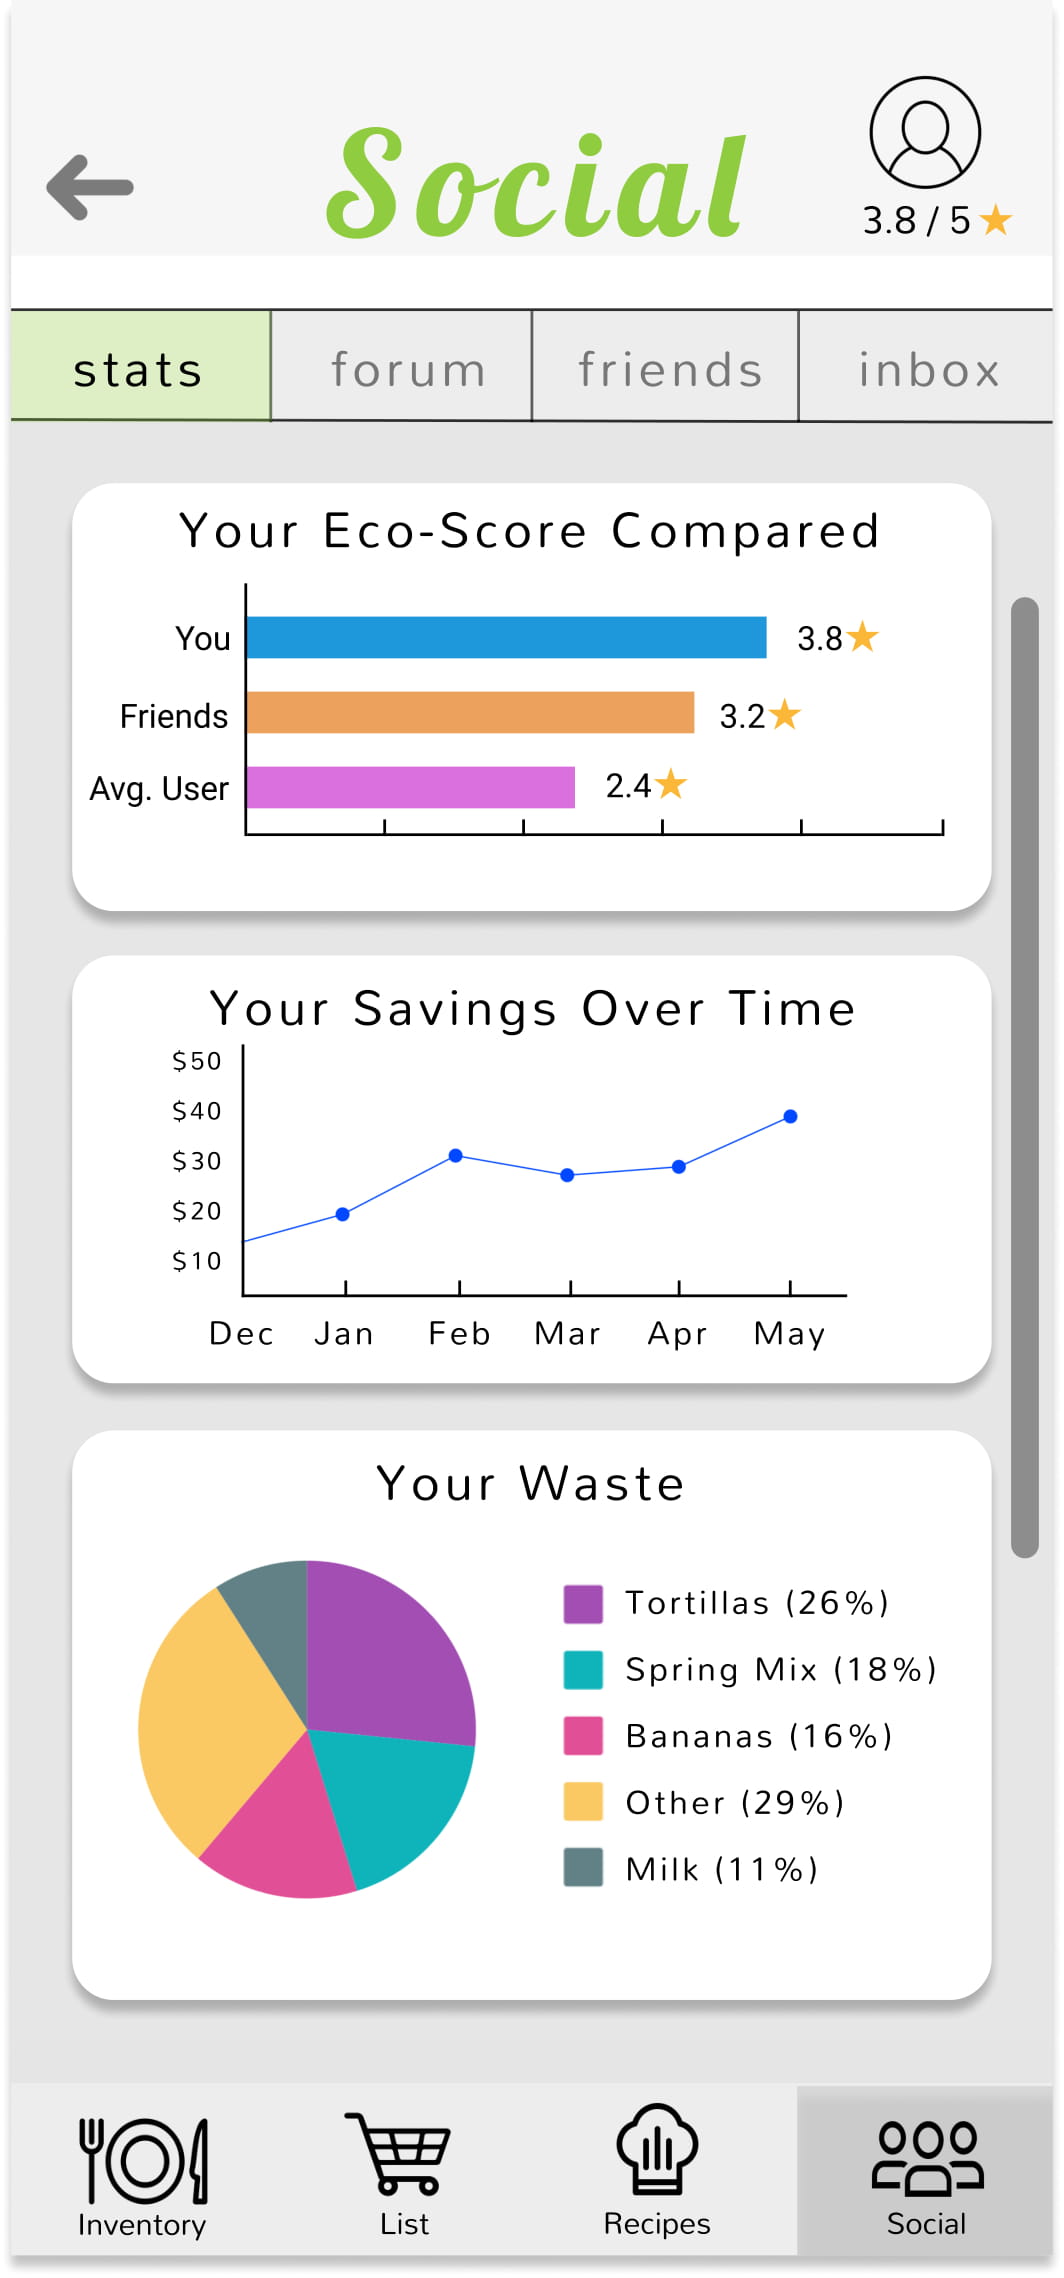 Social
3.8 / 5
stats forum friends inbox
Your Eco-Score Compared
You 3.8
Friends 3.2
Avg. User 2.4
Your Savings Over Time
$50
$40
$30
$20
$10
Dec Jan Feb Mar Apr May
Your Waste
Tortillas (26%)
Spring Mix (18%)
Bananas (16%)
Other (29%)
Milk (11%)
Inventory List Recipes Social